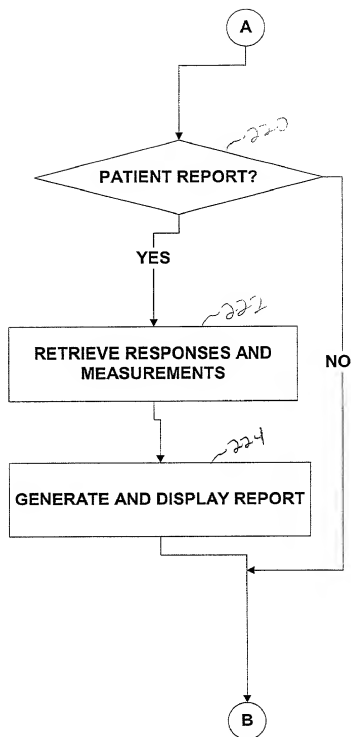 A
220
PATIENT REPORT?
YES
222
RETRIEVE RESPONSES AND
MEASUREMENTS
NO
224
GENERATE AND DISPLAY REPORT
B